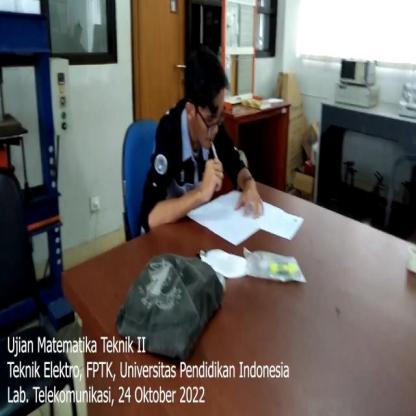 Ujian Matematika Teknik II
Teknik Elektro, FPTK, Universitas Pendidikan Indonesia
Lab. Telekomunikasi, 24 Oktober 2022